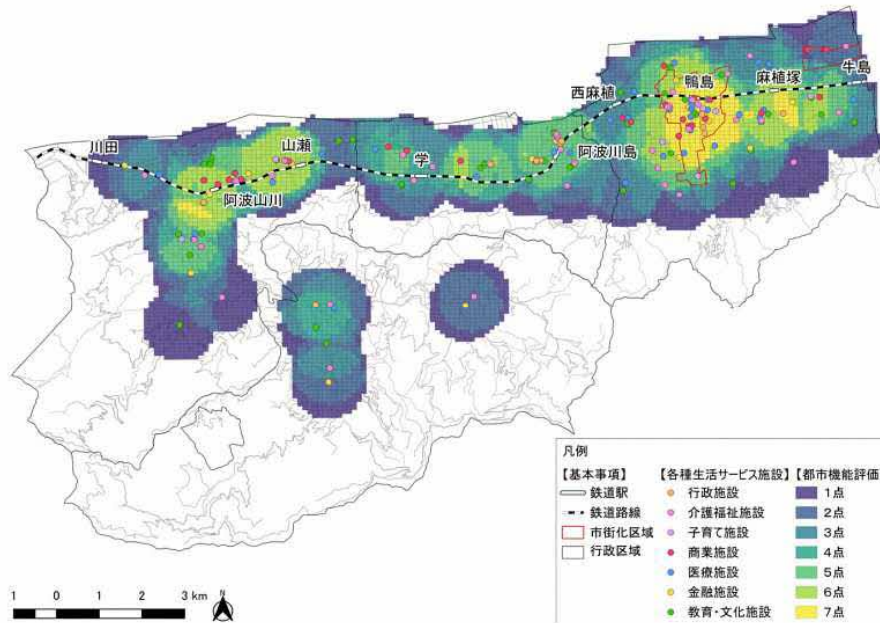 牛島
麻植塚
鴨島
西麻植
阿波川島
学
山瀬
川田
阿波山川
凡例
【基本事項】
鉄道駅
鉄道路線
市街化区域
行政区域
【各種生活サービス施設】
行政施設
介護福祉施設
子育て施設
商業施設
医療施設
金融施設
教育・文化施設
【都市機能評価】
1点
2点
3点
4点
5点
6点
7点
1 0 1 2 3 km
N